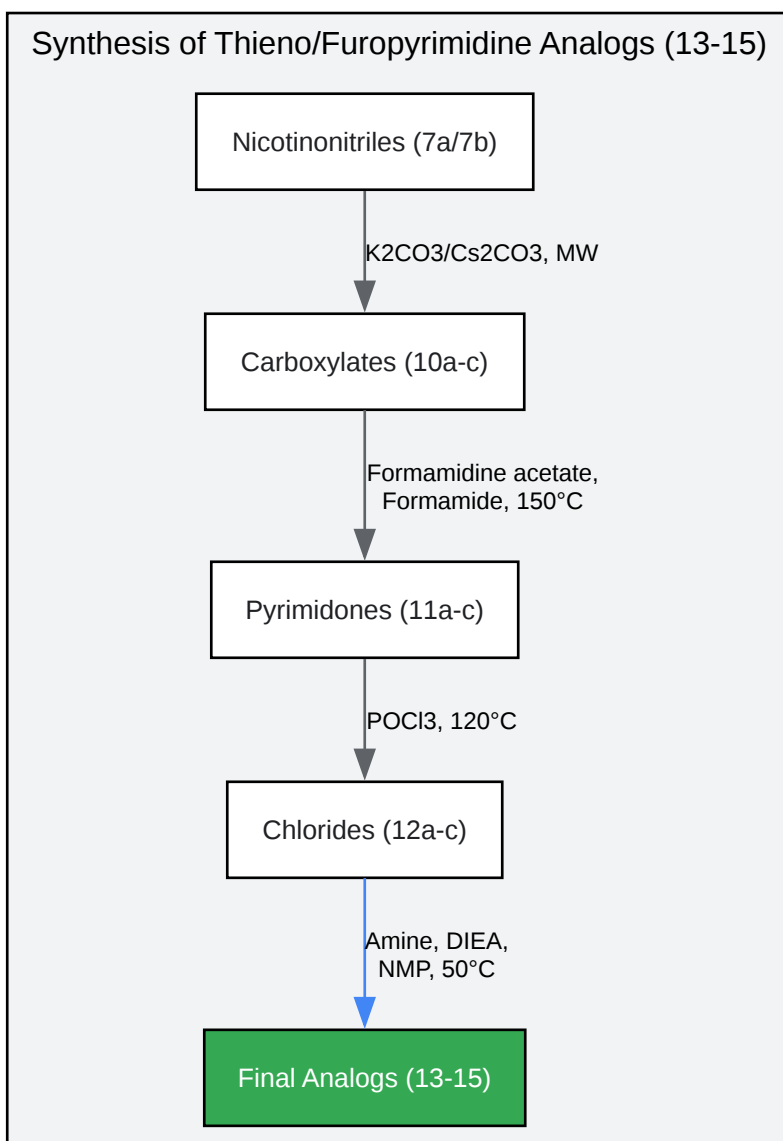 Synthesis of Thieno/Furopyrimidine Analogs (13-15)
Nicotinonitriles (7a/7b)
K2CO3/Cs2CO3, MW
Carboxylates (10a-c)
Formamidine acetate,
Formamide, 150°C
Pyrimidones (11a-c)
POCl3, 120°C
Chlorides (12a-c)
Amine, DIEA,
NMP, 50°C
Final Analogs (13-15)